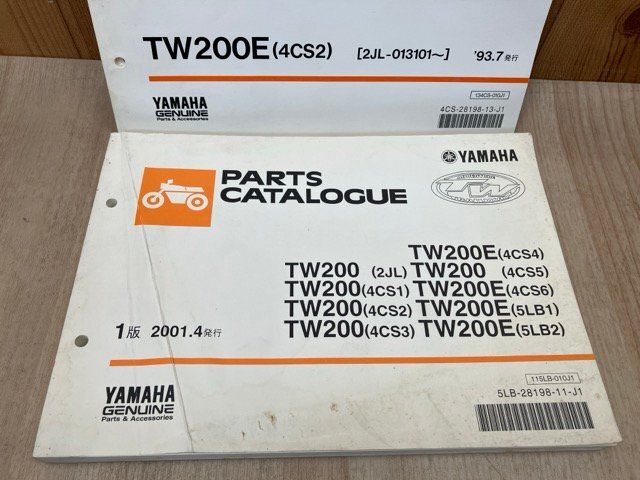 TW200E(4CS2) [2JL-013101~] '93.7発行
YAMAHA
GENUINE
Parts & Accessories
134CS-010J1
4CS-28198-13-J1
PARTS
CATALOGUE
YAMAHA
TW
TW200E(4CS4)
TW200 (2JL) TW200 (4CS5)
TW200(4CS1) TW200E(4CS6)
TW200(4CS2) TW200E(5LB1)
TW200(4CS3) TW200E(5LB2)
1版 2001.4発行
YAMAHA
GENUINE
Parts & Accessories
115LB-010J1
5LB-28198-11-J1